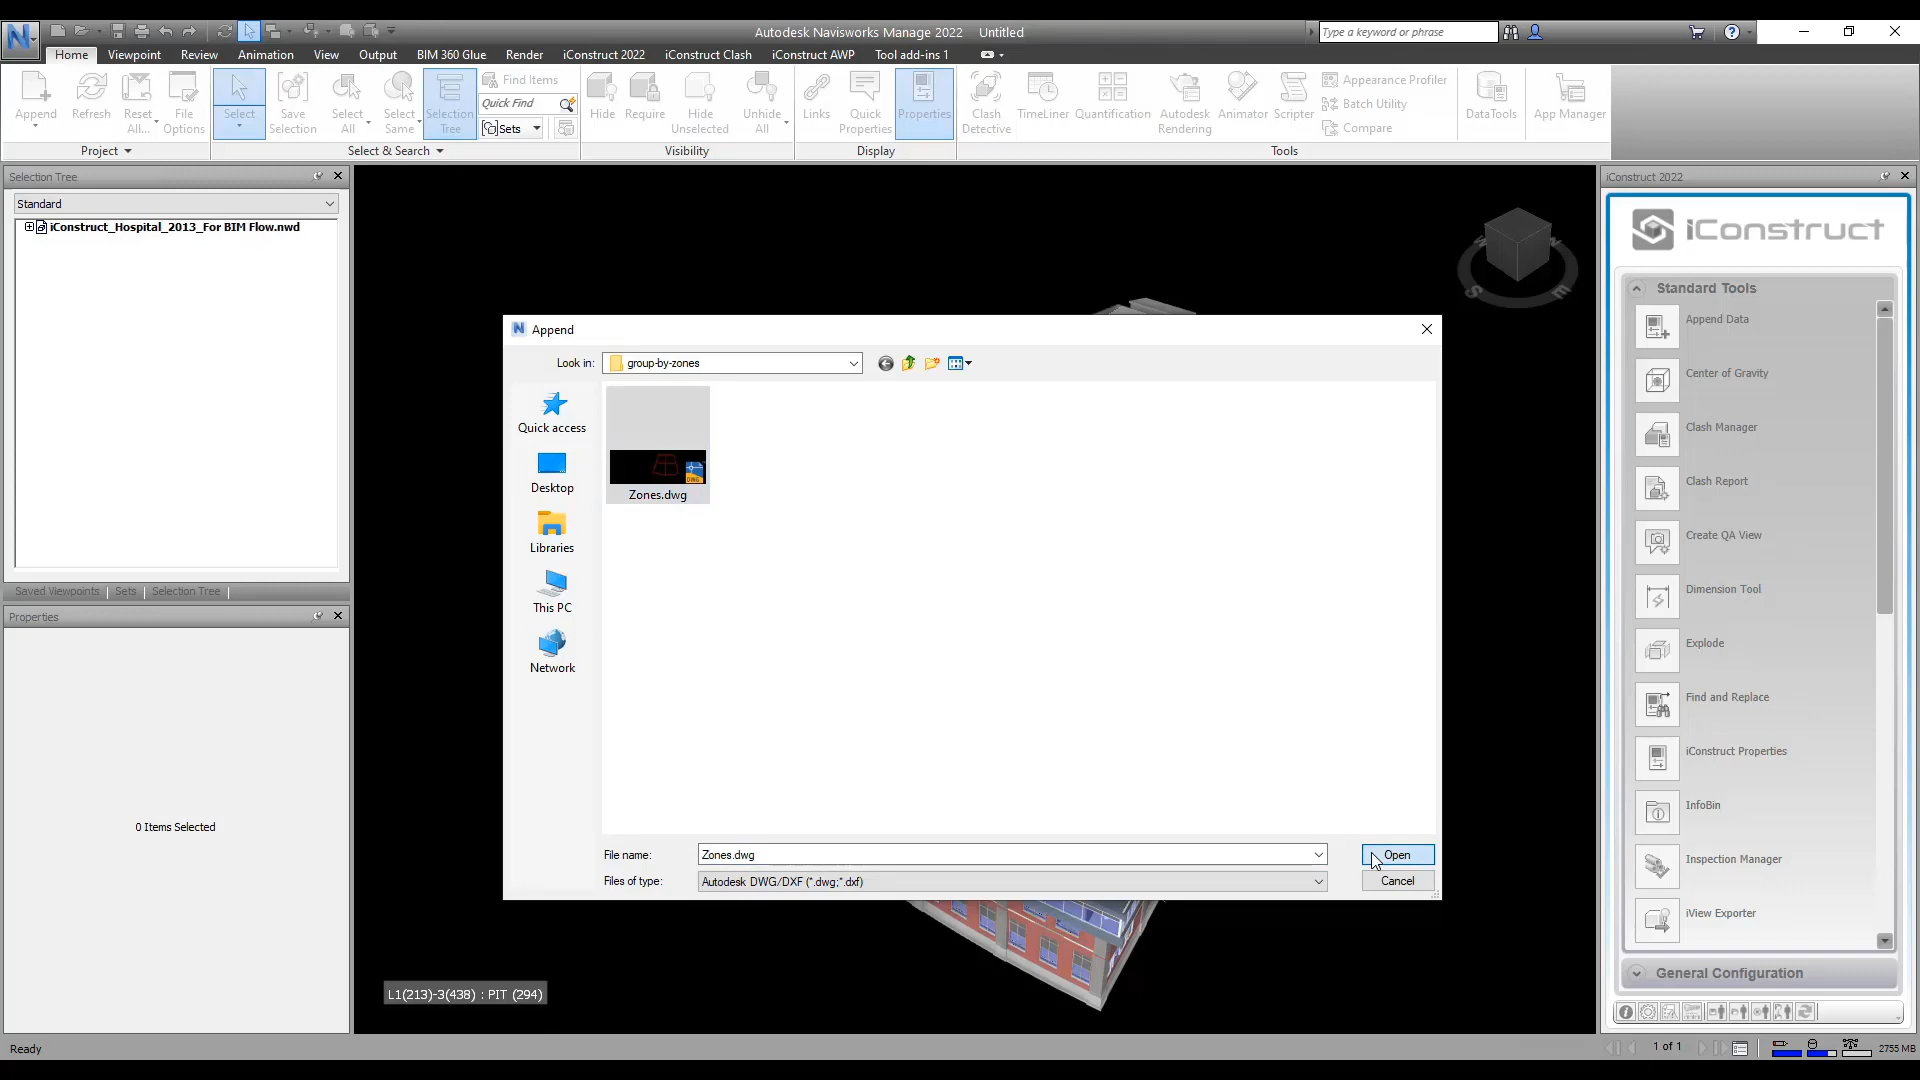 Autodesk Navisworks Manage 2022 Untitled
Type a keyword or phrase
Home Viewpoint Review Animation View Output BIM 360 Glue Render iConstruct 2022 iConstruct Clash iConstruct AWP Tool add-ins 1
Append
Refresh
Reset All...
File Options
Project
Select
Save Selection
Select All
Select Same
Selection Tree
Find Items
Quick Find
Sets
Select & Search
Hide
Require
Hide Unselected
Unhide All
Visibility
Links
Quick Properties
Properties
Display
Clash Detective
TimeLiner
Quantification
Autodesk Rendering
Animator
Scripter
Appearance Profiler
Batch Utility
Compare
Tools
DataTools
App Manager
Selection Tree
Standard
iConstruct_Hospital_2013_For BIM Flow.nwd
Saved Viewpoints Sets Selection Tree
Properties
0 Items Selected
Append
Look in: group-by-zones
Quick access
Desktop
Libraries
This PC
Network
DWG
Zones.dwg
File name: Zones.dwg
Open
Files of type: Autodesk DWG/DXF (*.dwg;*.dxf)
Cancel
W N
S E
L1(213)-3(438) : PIT (294)
iConstruct 2022
iConstruct
Standard Tools
Append Data
Center of Gravity
Clash Manager
Clash Report
Create QA View
Dimension Tool
Explode
Find and Replace
iConstruct Properties
InfoBin
Inspection Manager
iView Exporter
General Configuration
Ready
1 of 1
2755 MB